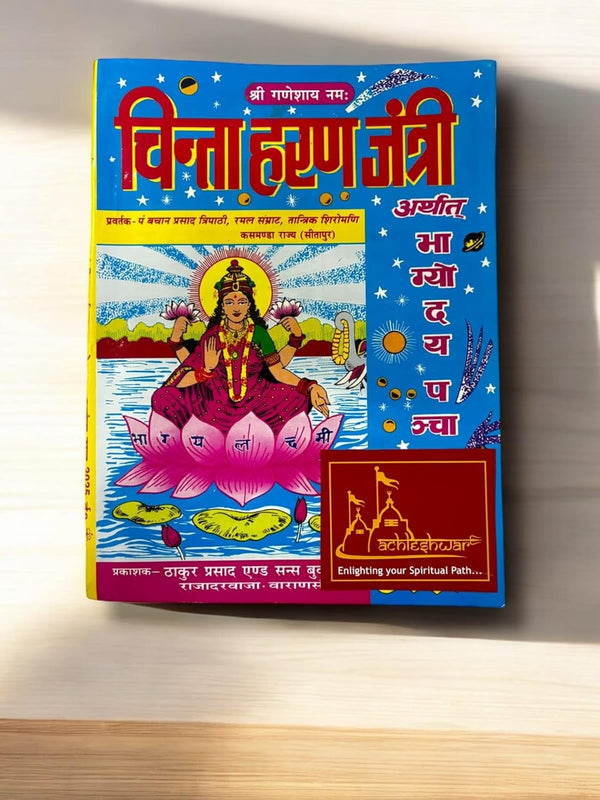 श्री गणेशाय नमः
चिन्ता हरण जंत्री
प्रवर्तक - पं बचान प्रसाद त्रिपाठी, रमल सम्राट, तान्त्रिक शिरोमणि
कसमण्डा राज्य (सीतापुर)
अर्थात्
भा
ग्यो
द
य
प
ञ्चा
भा ग्य ल क्ष्मी
achleshwar
Enlighting your Spiritual Path...
प्रकाशक - ठाकुर प्रसाद एण्ड सन्स
राजादरवाजा -